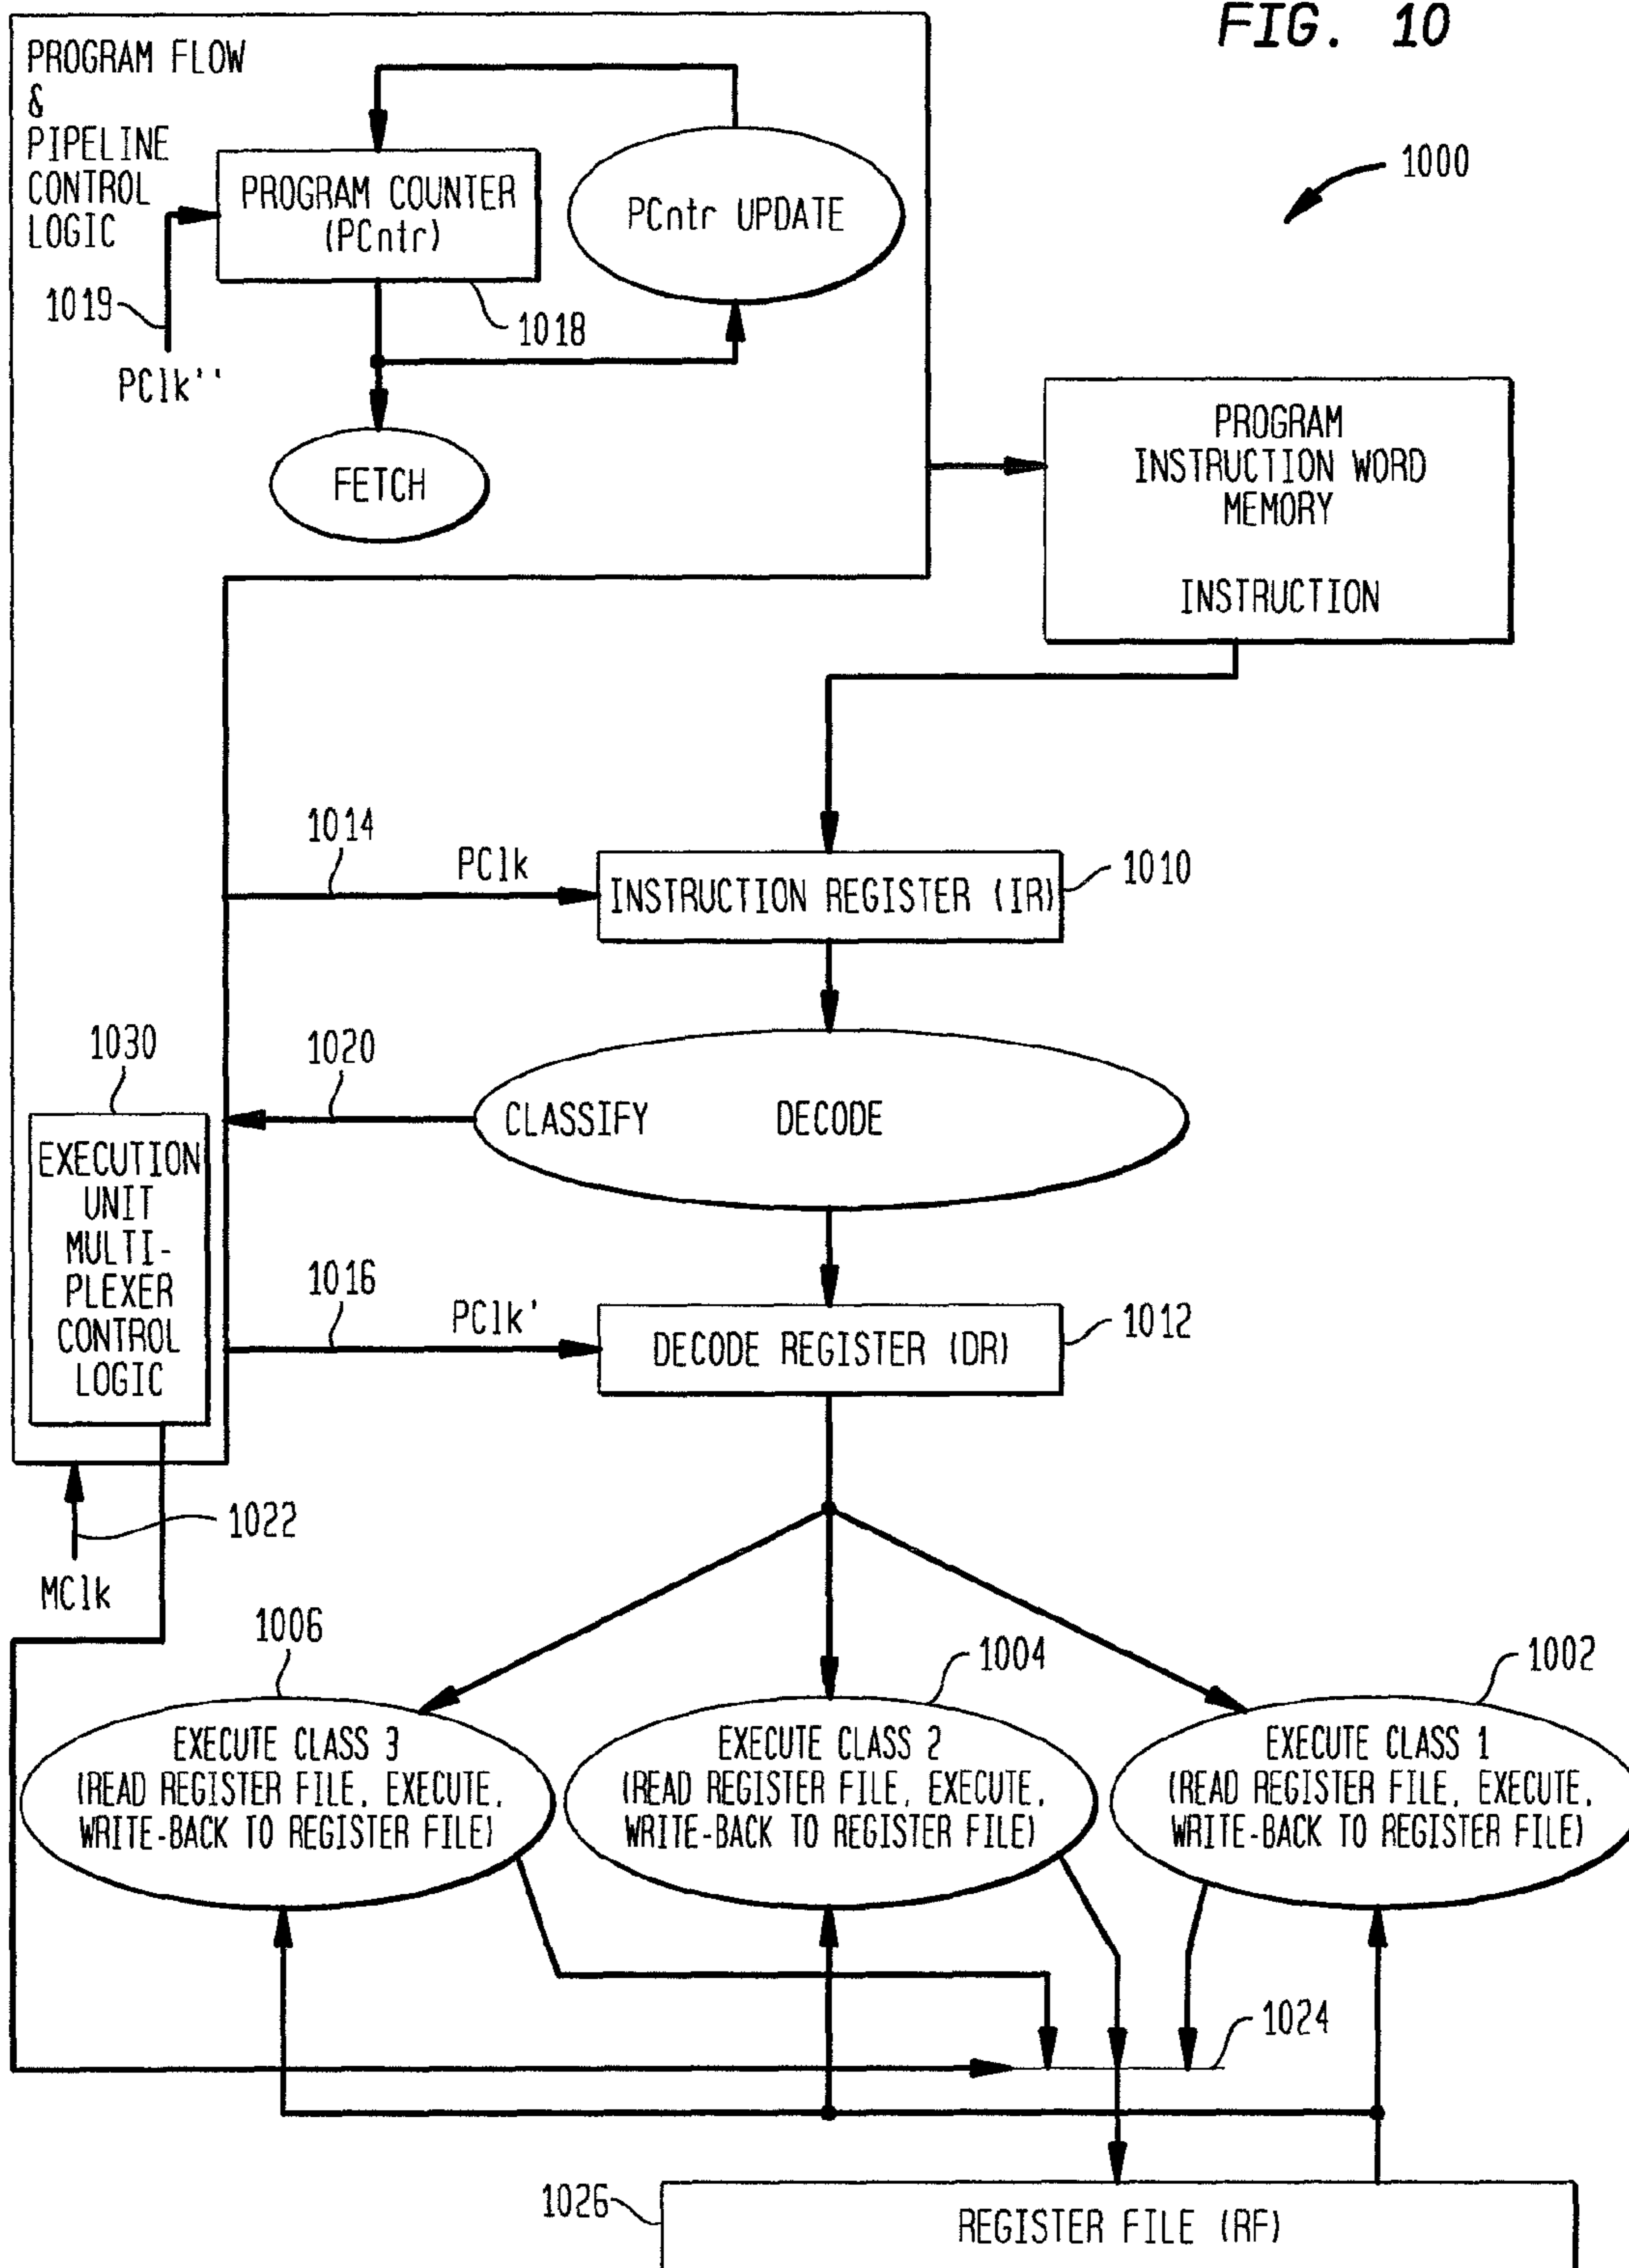 FIG. 10
PROGRAM FLOW
&
PIPELINE
CONTROL
LOGIC
PROGRAM COUNTER
(PCntr)
PCntr UPDATE
1000
1019
1018
PClk''
FETCH
PROGRAM
INSTRUCTION WORD
MEMORY
INSTRUCTION
1014
PClk
INSTRUCTION REGISTER (IR)
1010
1030
1020
CLASSIFY
DECODE
EXECUTION
UNIT
MULTI-
PLEXER
CONTROL
LOGIC
1016
PClk'
DECODE REGISTER (DR)
1012
1022
MClk
1006
1004
1002
EXECUTE CLASS 3
(READ REGISTER FILE, EXECUTE,
WRITE-BACK TO REGISTER FILE)
EXECUTE CLASS 2
(READ REGISTER FILE, EXECUTE,
WRITE-BACK TO REGISTER FILE)
EXECUTE CLASS 1
(READ REGISTER FILE, EXECUTE,
WRITE-BACK TO REGISTER FILE)
1024
1026
REGISTER FILE (RF)